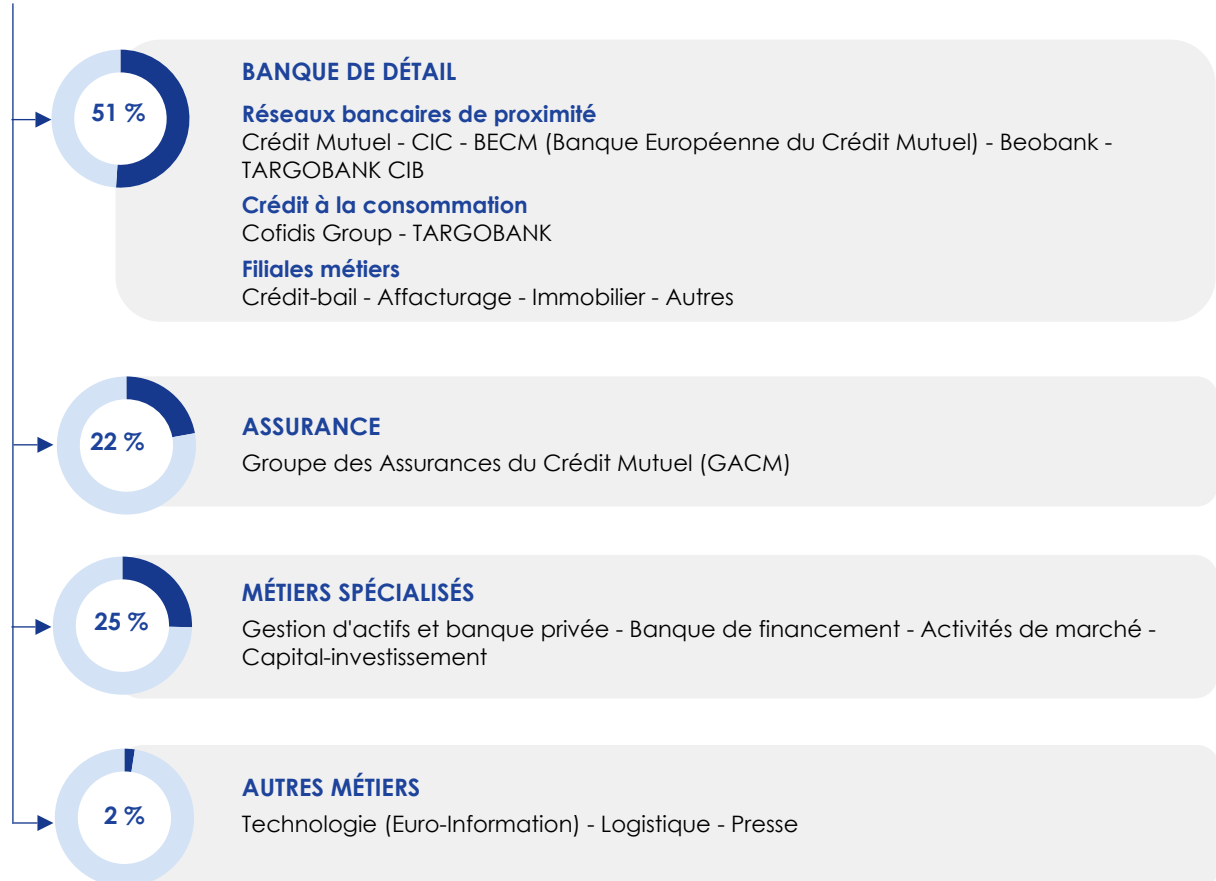 51 %
BANQUE DE DÉTAIL
Réseaux bancaires de proximité
Crédit Mutuel - CIC - BECM (Banque Européenne du Crédit Mutuel) - Beobank -
TARGOBANK CIB
Crédit à la consommation
Cofidis Group - TARGOBANK
Filiales métiers
Crédit-bail - Affacturage - Immobilier - Autres
22 %
ASSURANCE
Groupe des Assurances du Crédit Mutuel (GACM)
25 %
MÉTIERS SPÉCIALISÉS
Gestion d'actifs et banque privée - Banque de financement - Activités de marché -
Capital-investissement
2 %
AUTRES MÉTIERS
Technologie (Euro-Information) - Logistique - Presse